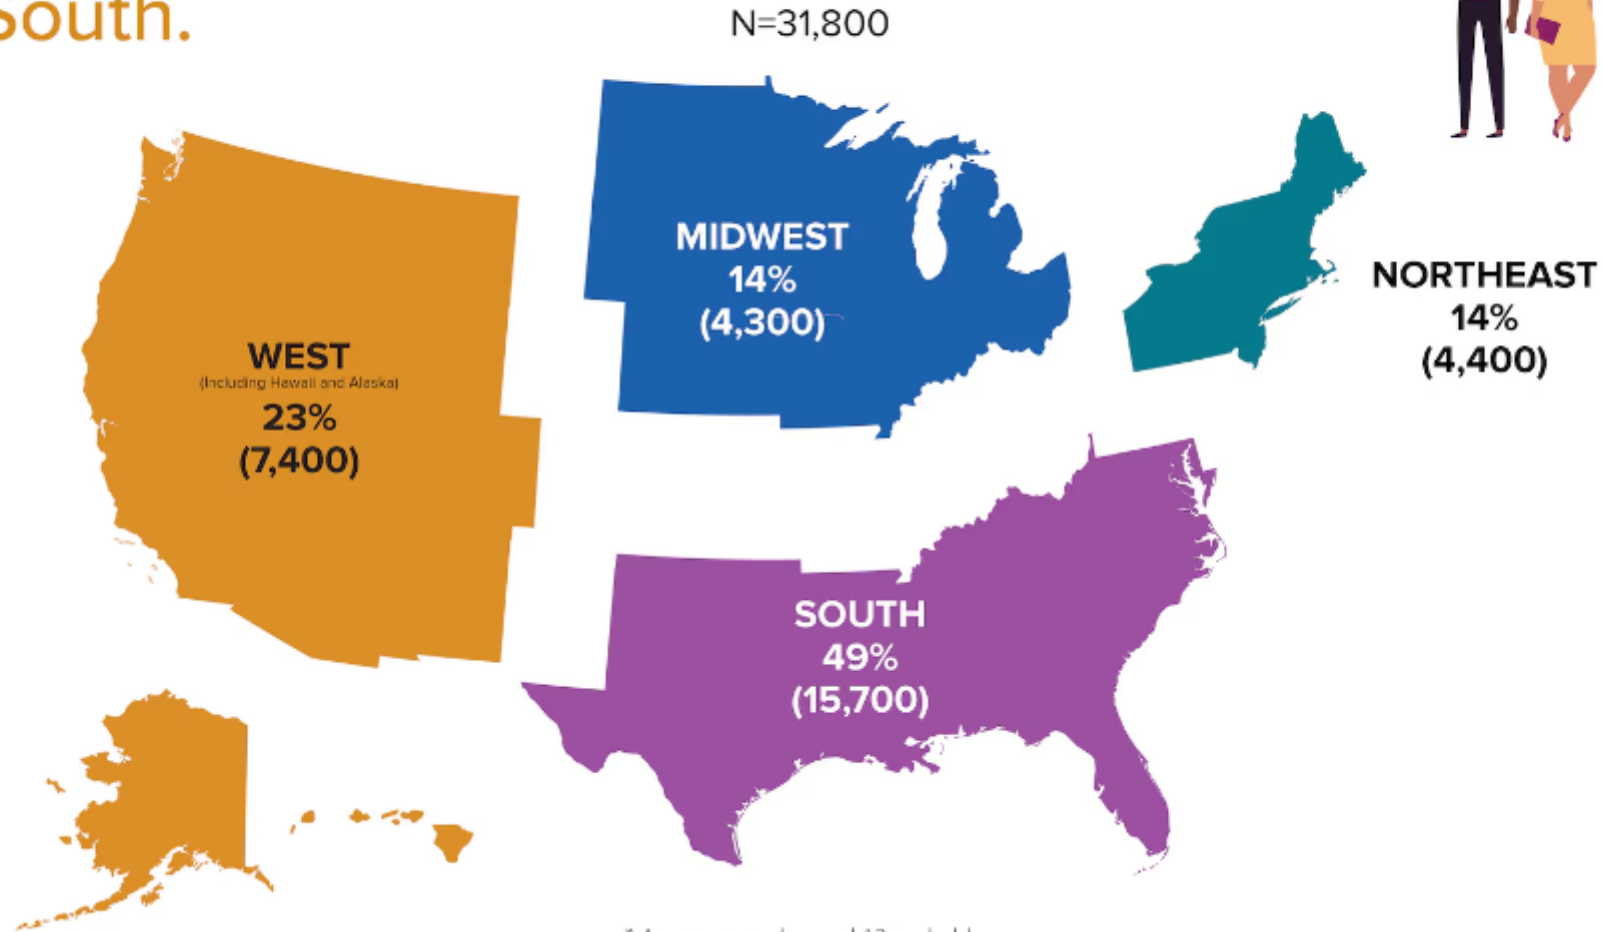 South.
N=31,800
MIDWEST
14%
(4,300)
NORTHEAST
14%
(4,400)
WEST
(Including Hawaii and Alaska)
23%
(7,400)
SOUTH
49%
(15,700)